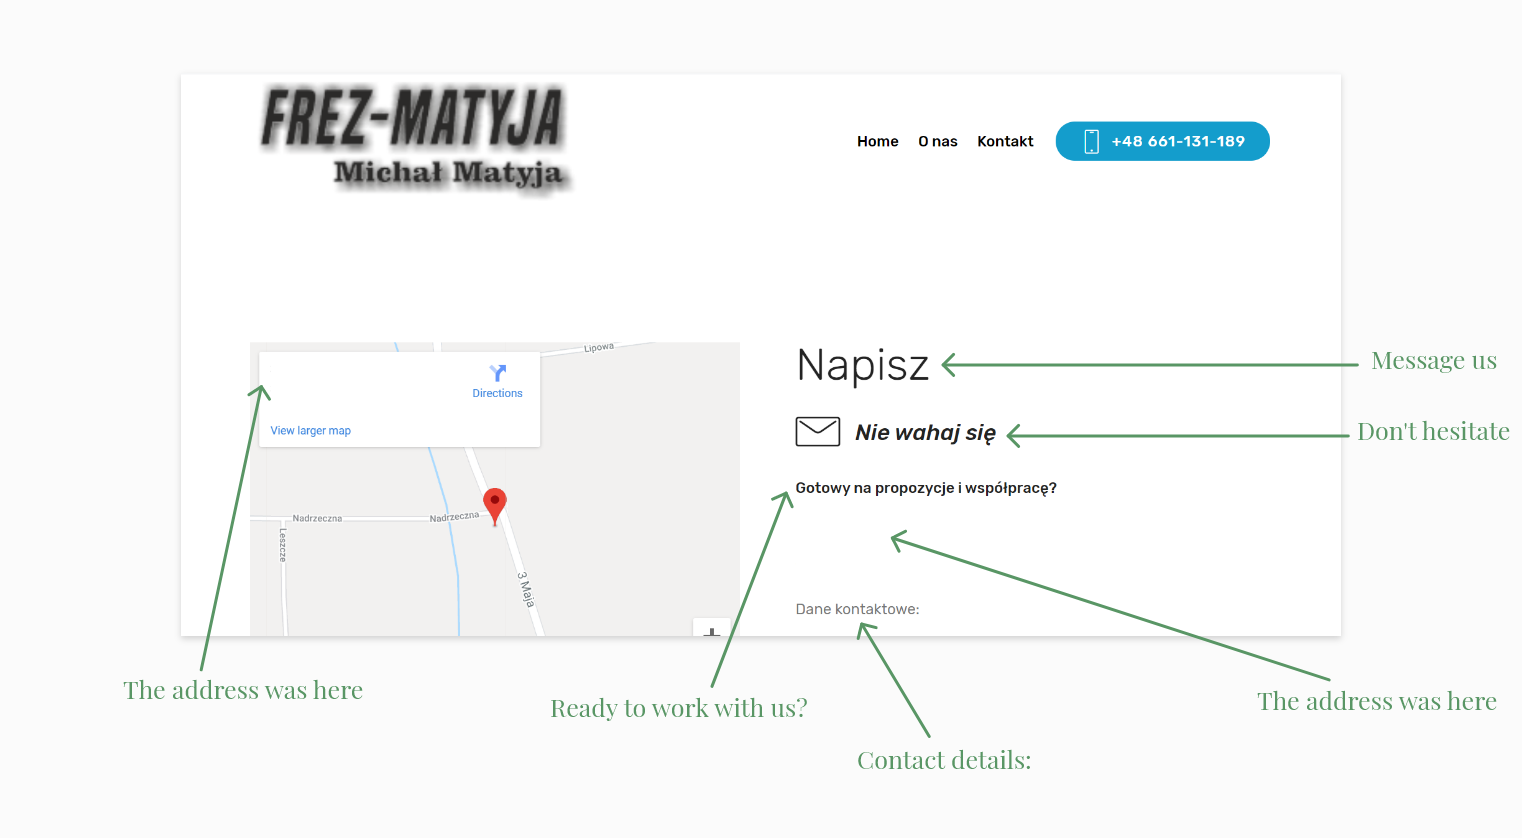 FREZ-MATYJA
Michał Matyja
Home O nas Kontakt +48 661-131-189
Lipowa
Directions
View larger map
Nadrzeczna
Nadrzeczna
Leszcze
3 Maja
Napisz
Message us
Nie wahaj się
Don't hesitate
Gotowy na propozycje i współpracę?
Dane kontaktowe:
The address was here
Ready to work with us?
The address was here
Contact details: